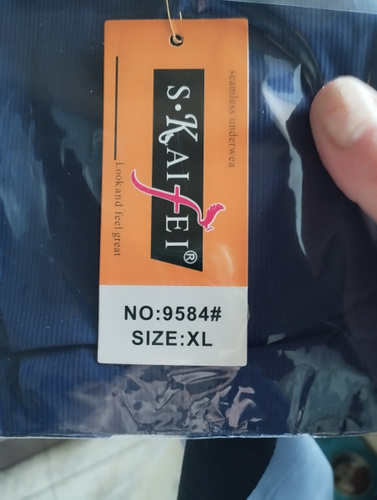 seamless underwea
S·KAIFEI®
Look and feel great
NO:9584#
SIZE:XL